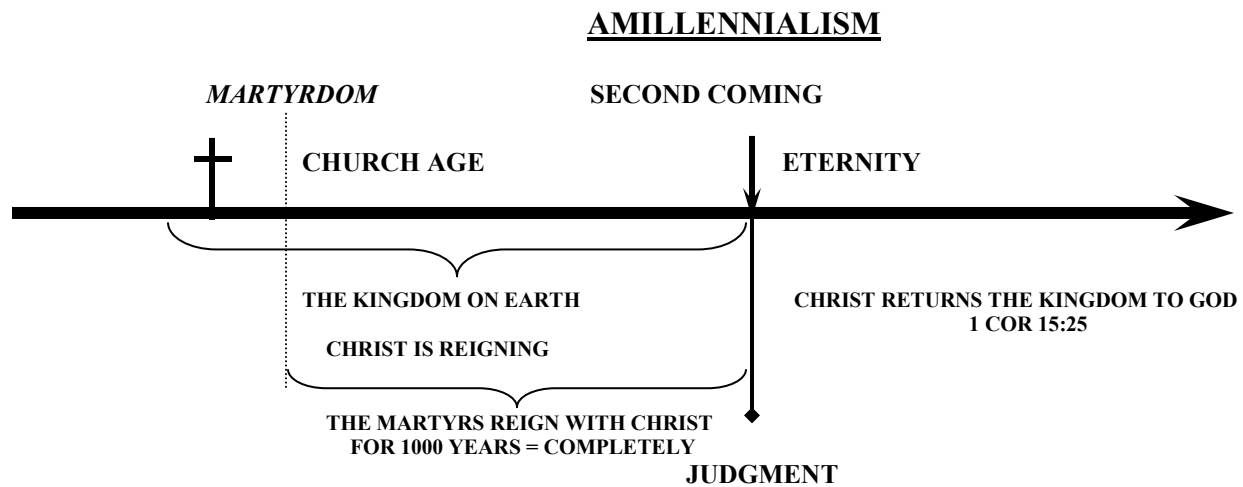 AMILLENNIALISM
MARTYRDOM
SECOND COMING
CHURCH AGE
ETERNITY
THE KINGDOM ON EARTH
CHRIST RETURNS THE KINGDOM TO GOD
1 COR 15:25
CHRIST IS REIGNING
THE MARTYRS REIGN WITH CHRIST
FOR 1000 YEARS = COMPLETELY
JUDGMENT